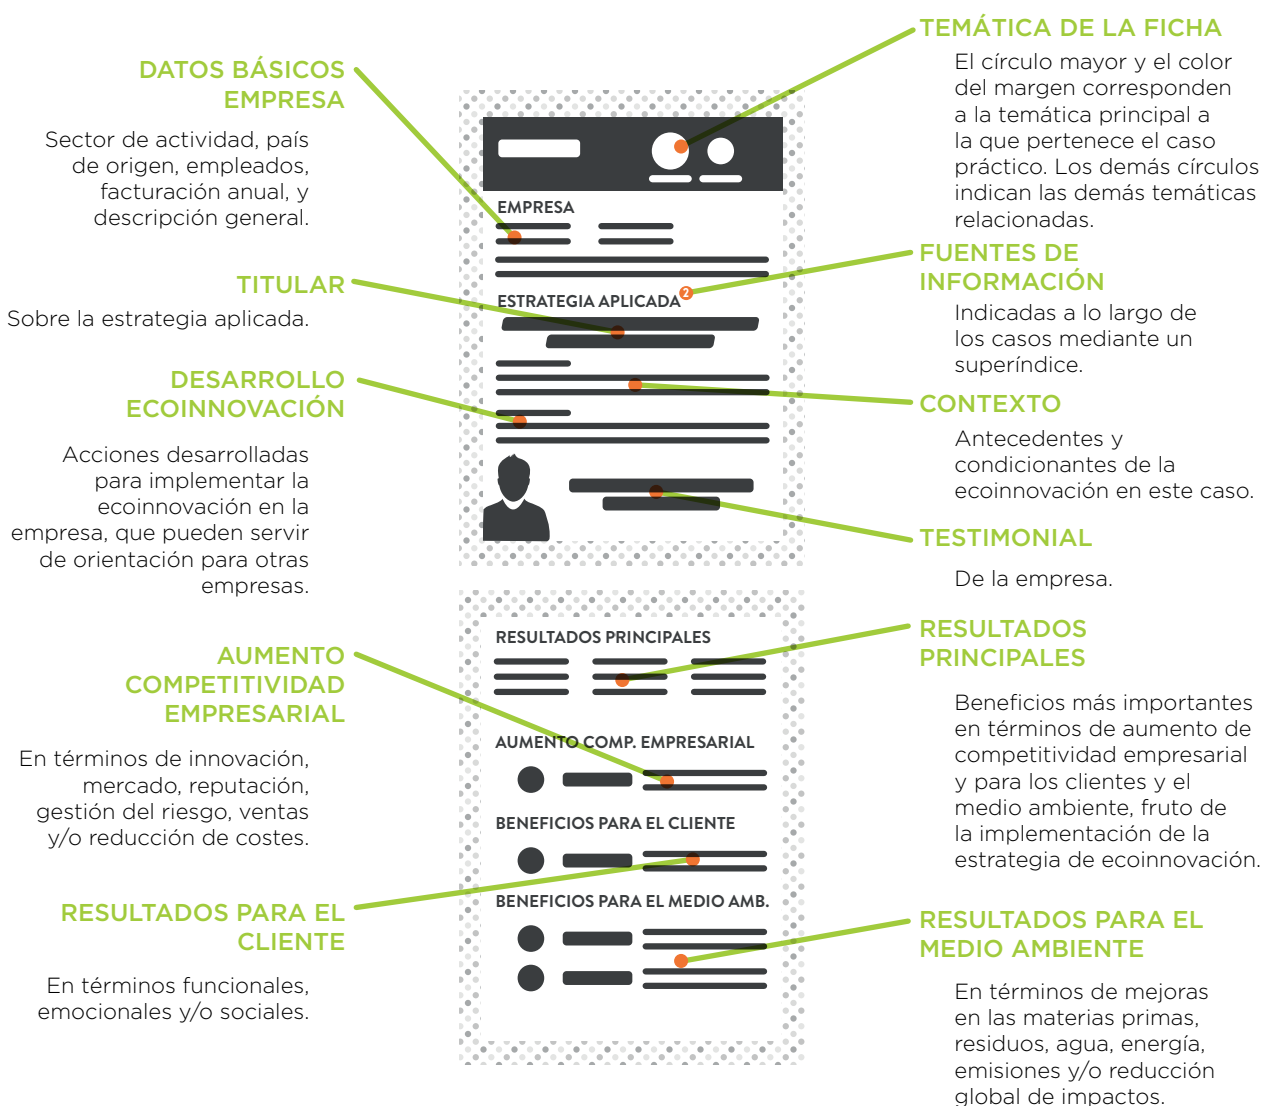 DATOS BÁSICOS
EMPRESA
Sector de actividad, país
de origen, empleados,
facturación anual, y
descripción general.
TITULAR
Sobre la estrategia aplicada.
DESARROLLO
ECOINNOVACIÓN
Acciones desarrolladas
para implementar la
ecoinnovación en la
empresa, que pueden servir
de orientación para otras
empresas.
AUMENTO
COMPETITIVIDAD
EMPRESARIAL
En términos de innovación,
mercado, reputación,
gestión del riesgo, ventas
y/o reducción de costes.
RESULTADOS PARA EL
CLIENTE
En términos funcionales,
emocionales y/o sociales.
EMPRESA
ESTRATEGIA APLICADA 2
RESULTADOS PRINCIPALES
AUMENTO COMP. EMPRESARIAL
BENEFICIOS PARA EL CLIENTE
BENEFICIOS PARA EL MEDIO AMB.
TEMÁTICA DE LA FICHA
El círculo mayor y el color
del margen corresponden
a la temática principal a
la que pertenece el caso
práctico. Los demás círculos
indican las demás temáticas
relacionadas.
FUENTES DE
INFORMACIÓN
Indicadas a lo largo de
los casos mediante un
superíndice.
CONTEXTO
Antecedentes y
condicionantes de la
ecoinnovación en este caso.
TESTIMONIAL
De la empresa.
RESULTADOS
PRINCIPALES
Beneficios más importantes
en términos de aumento de
competitividad empresarial
y para los clientes y el
medio ambiente, fruto de
la implementación de la
estrategia de ecoinnovación.
RESULTADOS PARA EL
MEDIO AMBIENTE
En términos de mejoras
en las materias primas,
residuos, agua, energía,
emisiones y/o reducción
global de impactos.